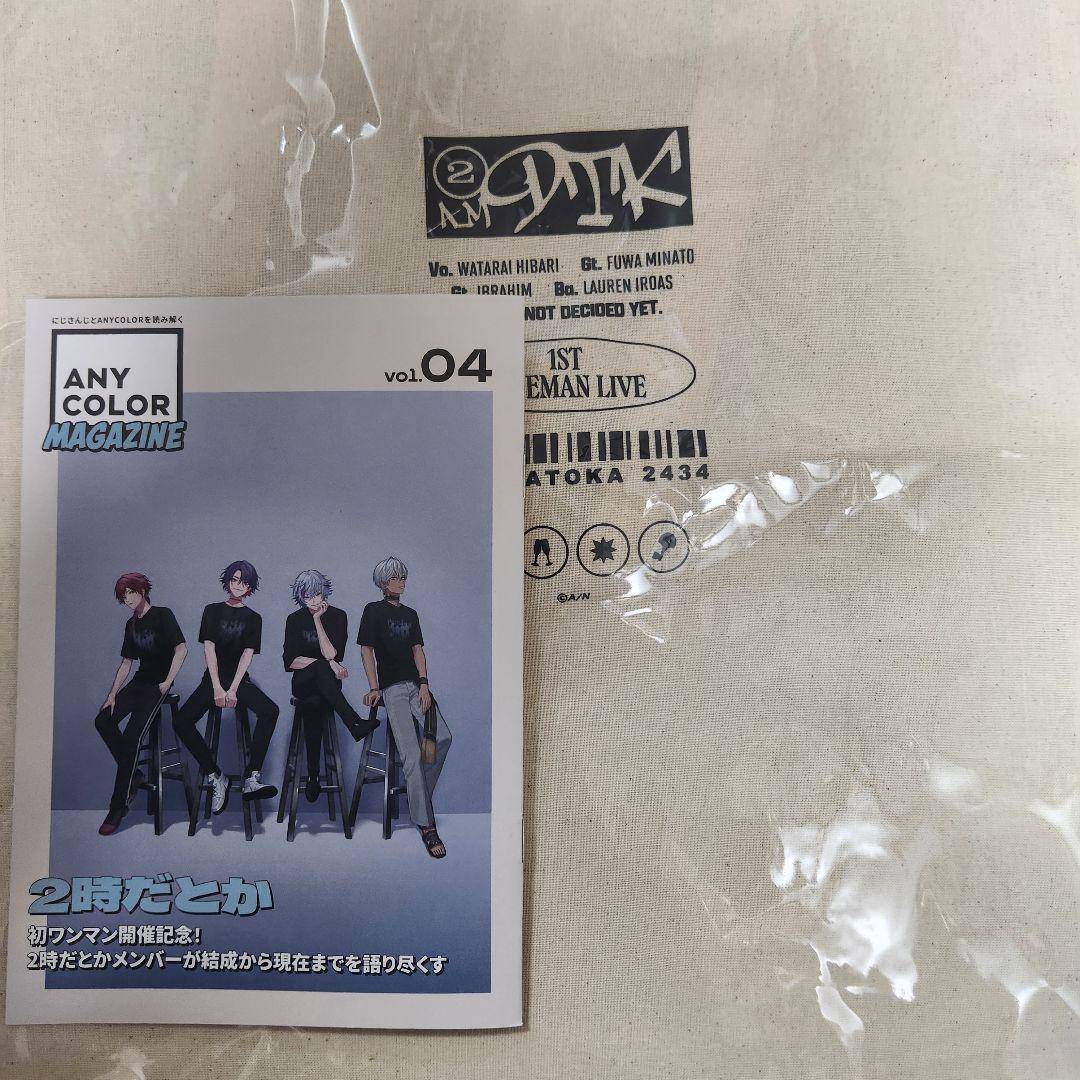 2
AM DTK
Vo. WATARAI HIBARI Gt. FUWA MINATO
Gt. IBRAHIM Ba. LAUREN IROAS
NOT DECIDED YET.
1ST
EMAN LIVE
ATOKA 2434
©A/N
にじさんじとANYCOLORを読み解く
ANY
COLOR
MAGAZINE
vol.04
2時だとか
初ワンマン開催記念!
2時だとかメンバーが結成から現在までを語り尽くす